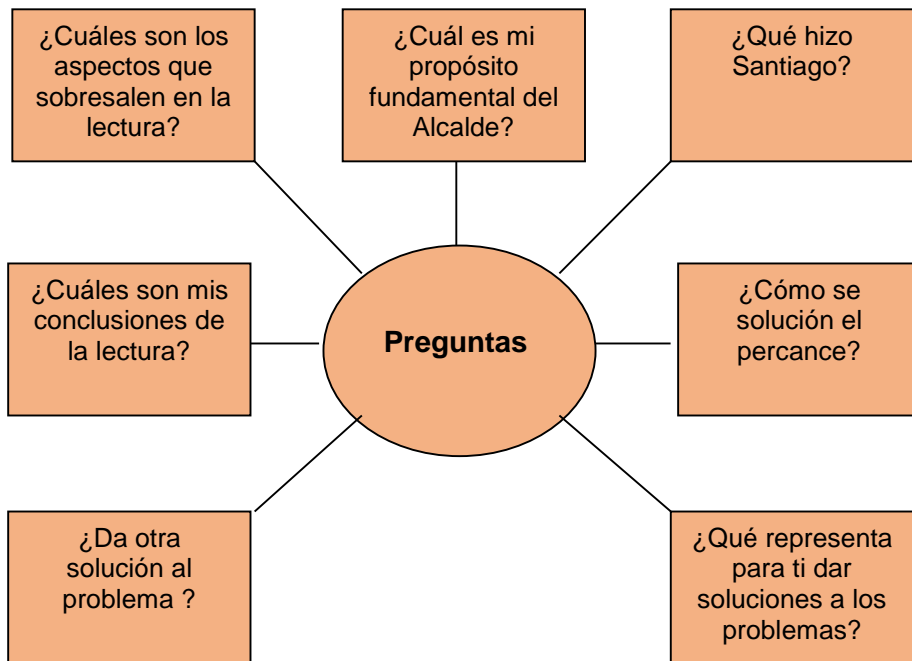 ¿Cuáles son los
aspectos que
sobresalen en la
lectura?
¿Cuál es mi
propósito
fundamental del
Alcalde?
¿Qué hizo
Santiago?
¿Cuáles son mis
conclusiones de
la lectura?
Preguntas
¿Cómo se
solución el
percance?
¿Da otra
solución al
problema ?
¿Qué representa
para ti dar
soluciones a los
problemas?